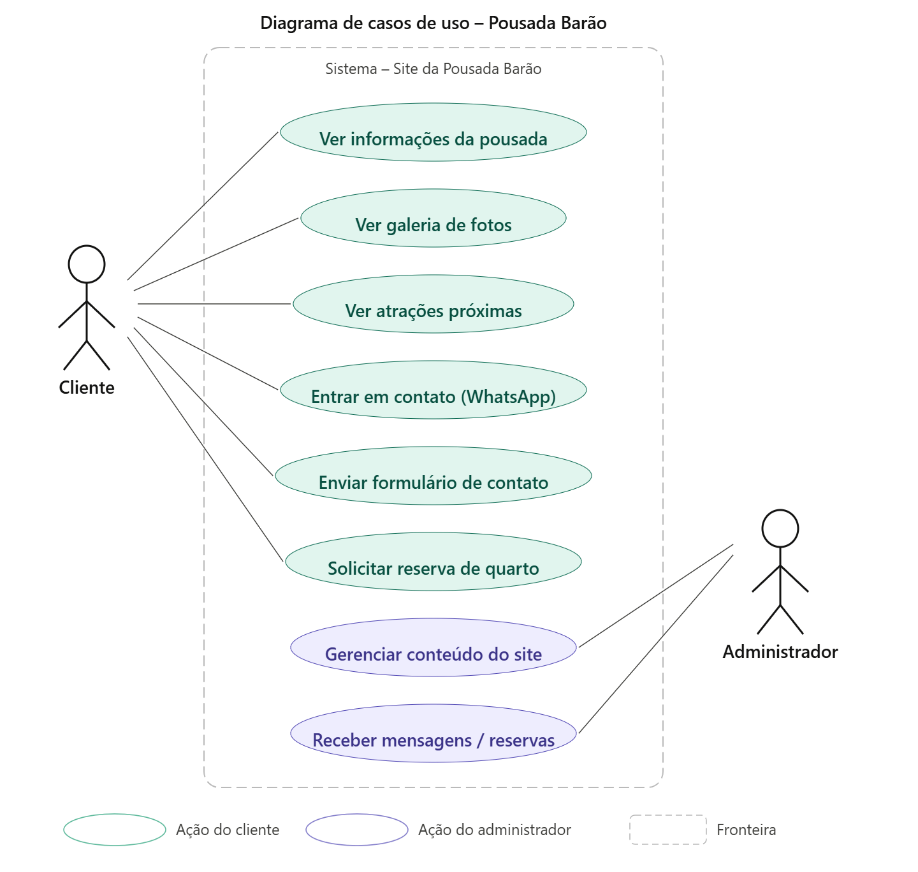 Diagrama de casos de uso – Pousada Barão
Sistema – Site da Pousada Barão
Ver informações da pousada
Ver galeria de fotos
Ver atrações próximas
Cliente
Entrar em contato (WhatsApp)
Enviar formulário de contato
Solicitar reserva de quarto
Gerenciar conteúdo do site
Administrador
Receber mensagens / reservas
Ação do cliente
Ação do administrador
Fronteira